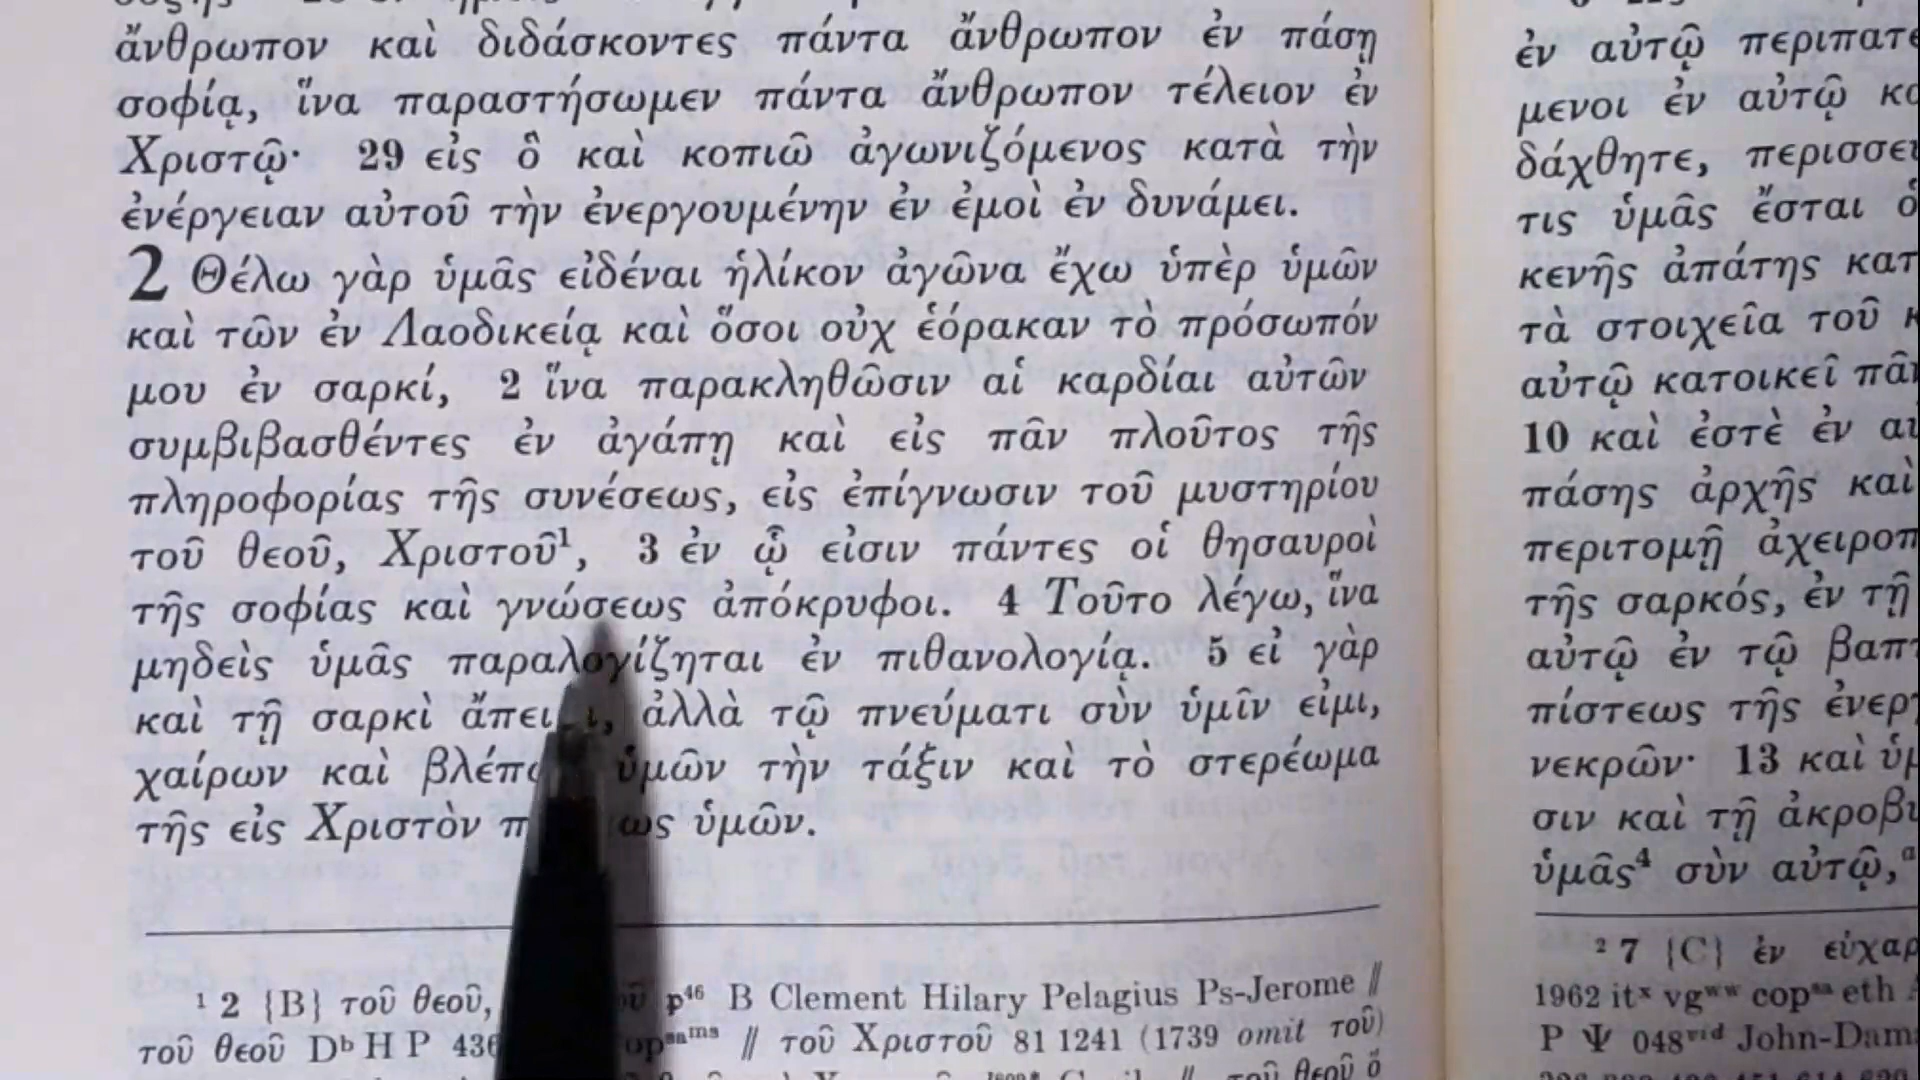 ἄνθρωπον καὶ διδάσκοντες πάντα ἄνθρωπον ἐν πάσῃ
σοφίᾳ, ἵνα παραστήσωμεν πάντα ἄνθρωπον τέλειον ἐν
Χριστῷ· 29 εἰς ὃ καὶ κοπιῶ ἀγωνιζόμενος κατὰ τὴν
ἐνέργειαν αὐτοῦ τὴν ἐνεργουμένην ἐν ἐμοὶ ἐν δυνάμει.
2 Θέλω γὰρ ὑμᾶς εἰδέναι ἡλίκον ἀγῶνα ἔχω ὑπὲρ ὑμῶν
καὶ τῶν ἐν Λαοδικείᾳ καὶ ὅσοι οὐχ ἑόρακαν τὸ πρόσωπόν
μου ἐν σαρκί, 2 ἵνα παρακληθῶσιν αἱ καρδίαι αὐτῶν
συμβιβασθέντες ἐν ἀγάπῃ καὶ εἰς πᾶν πλοῦτος τῆς
πληροφορίας τῆς συνέσεως, εἰς ἐπίγνωσιν τοῦ μυστηρίου
τοῦ θεοῦ, Χριστοῦ¹, 3 ἐν ᾧ εἰσιν πάντες οἱ θησαυροὶ
τῆς σοφίας καὶ γνώσεως ἀπόκρυφοι. 4 Τοῦτο λέγω, ἵνα
μηδεὶς ὑμᾶς παραλογίζηται ἐν πιθανολογίᾳ. 5 εἰ γὰρ
καὶ τῇ σαρκὶ ἀλλὰ τῷ πνεύματι σὺν ὑμῖν εἰμι,
χαίρων καὶ ὑμῶν τὴν τάξιν καὶ τὸ στερέωμα
τῆς εἰς Χριστὸν ὑμῶν.
¹ 2 {B} τοῦ θεοῦ, p⁴⁶ B Clement Hilary Pelagius Ps-Jerome //
τοῦ θεοῦ Dᵇ H P // τοῦ Χριστοῦ 81 1241 (1739 omit τοῦ)
τοῦ θεοῦ ὅ
ἐν αὐτῷ
μενοι ἐν αὐτῷ
δάχθητε,
τις ὑμᾶς ἔσται
κενῆς ἀπάτης
τὰ στοιχεῖα τοῦ
αὐτῷ κατοικεῖ
10 καὶ ἐστὲ ἐν
πάσης ἀρχῆς καὶ
περιτομῇ
τῆς σαρκός, ἐν τῇ
αὐτῷ ἐν τῷ
πίστεως τῆς
νεκρῶν· 13 καὶ
σιν καὶ τῇ
ὑμᾶς⁴ σὺν αὐτῷ,ᵃ
² 7 {C} ἐν
1962 itˣ vgʷʷ copˢᵃ eth
P Ψ 048ᵛⁱᵈ